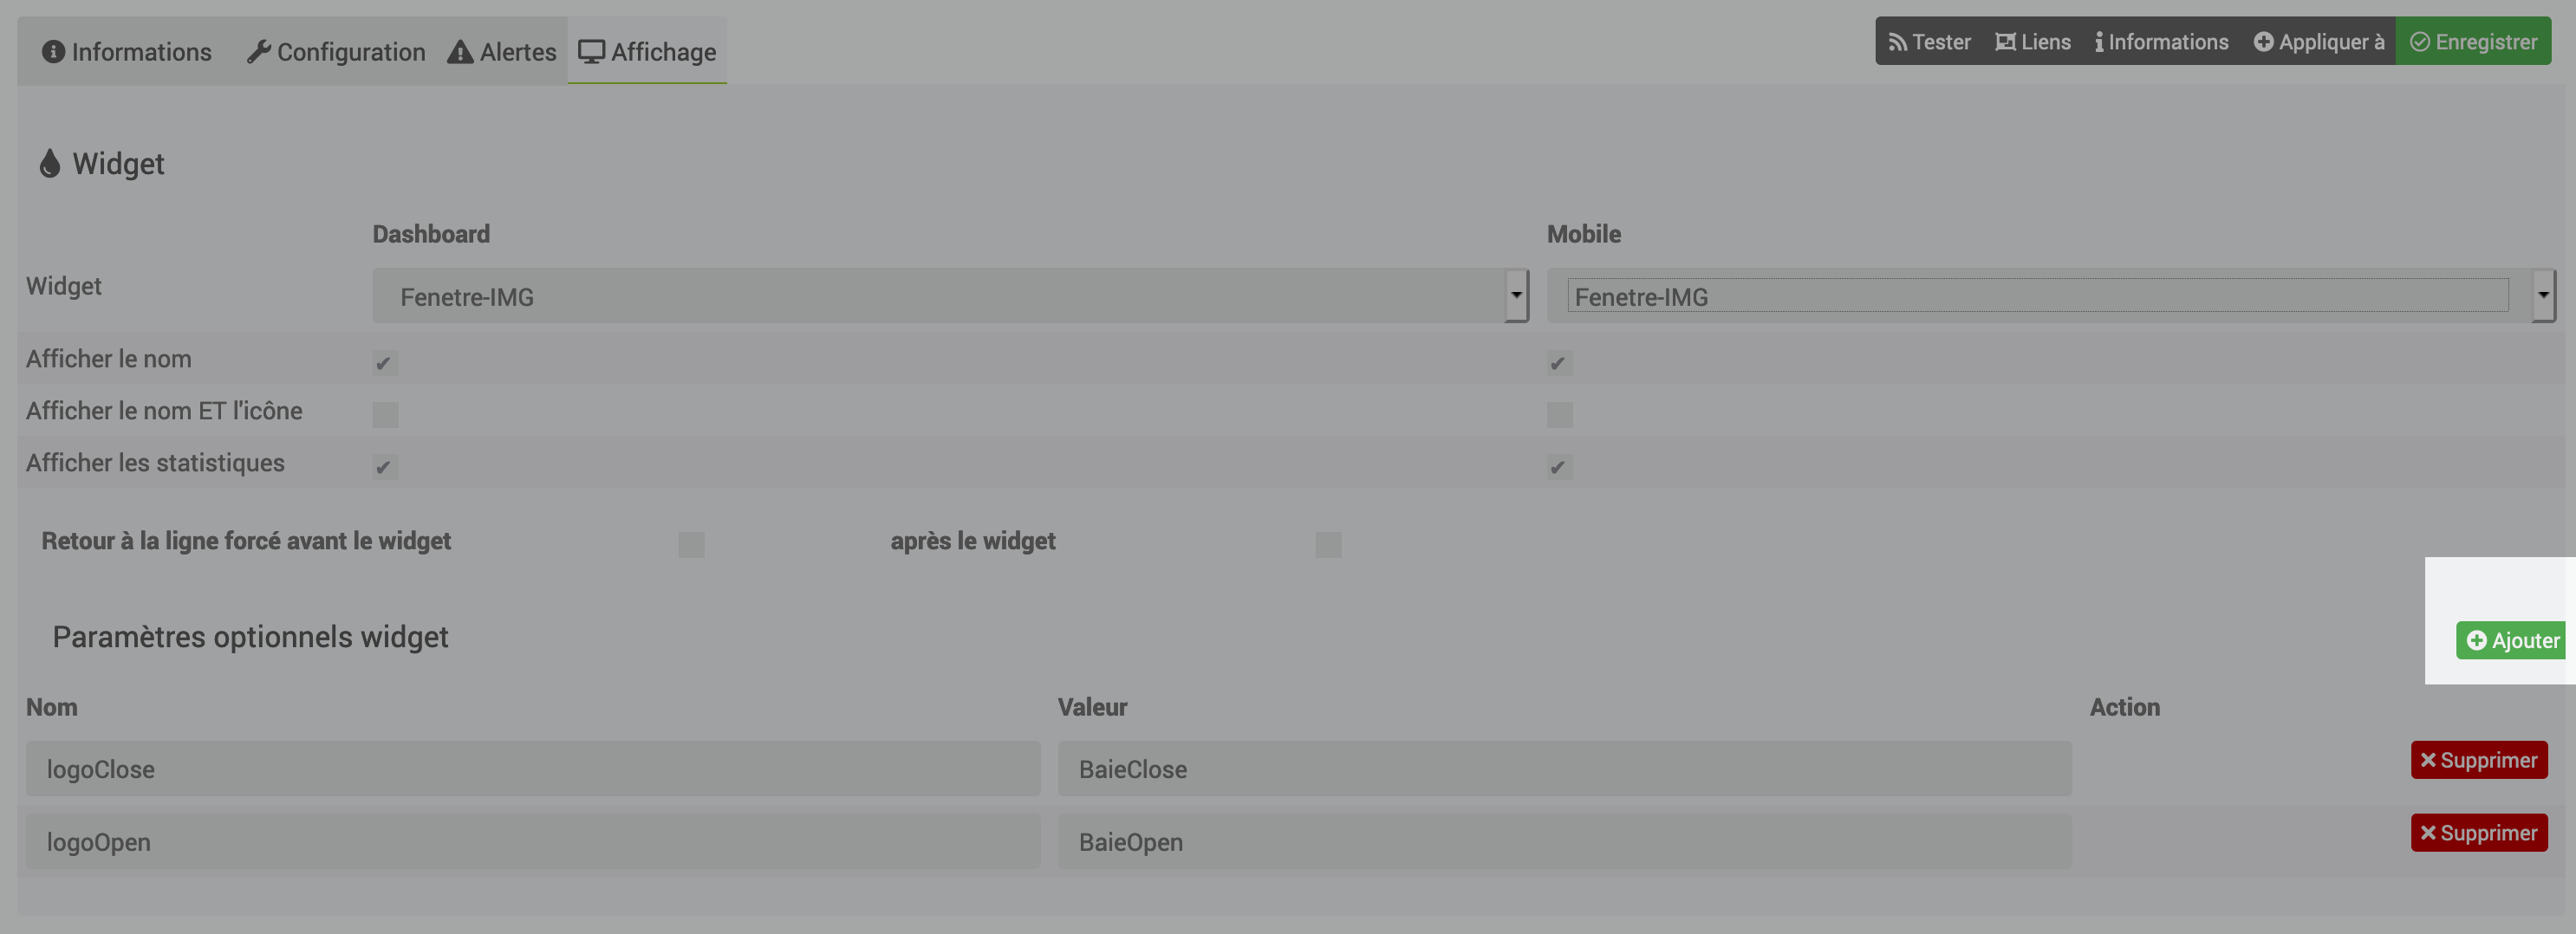 Informations Configuration Alertes Affichage Tester Liens Informations Appliquer à Enregistrer
Widget
Dashboard Mobile
Widget Fenetre-IMG Fenetre-IMG
Afficher le nom
Afficher le nom ET l'icône
Afficher les statistiques
Retour à la ligne forcé avant le widget après le widget
Paramètres optionnels widget Ajouter
Nom Valeur Action
logoClose BaieClose Supprimer
logoOpen BaieOpen Supprimer